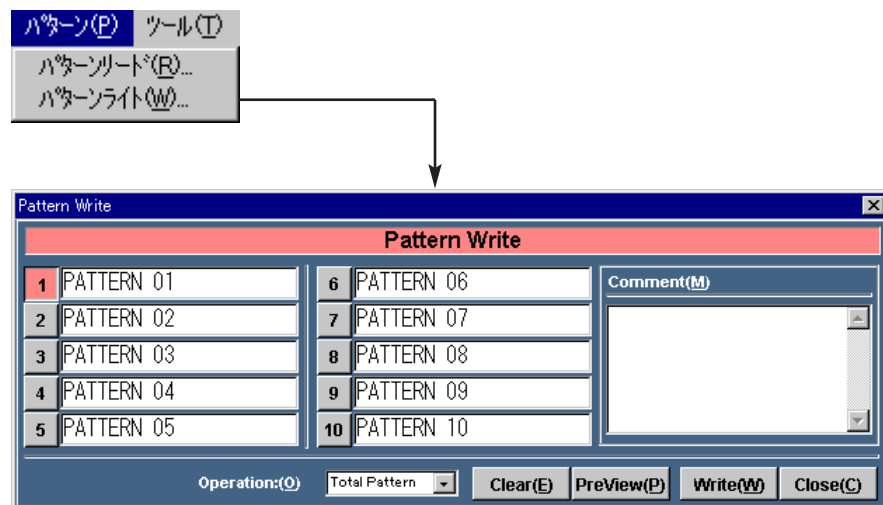 パターン(P) ツール(T)
パターンリード(R)...
パターンライト(W)...
Pattern Write
Pattern Write
1 PATTERN 01
2 PATTERN 02
3 PATTERN 03
4 PATTERN 04
5 PATTERN 05
6 PATTERN 06
7 PATTERN 07
8 PATTERN 08
9 PATTERN 09
10 PATTERN 10
Comment(M)
Operation:(O) Total Pattern Clear(E) PreView(P) Write(W) Close(C)